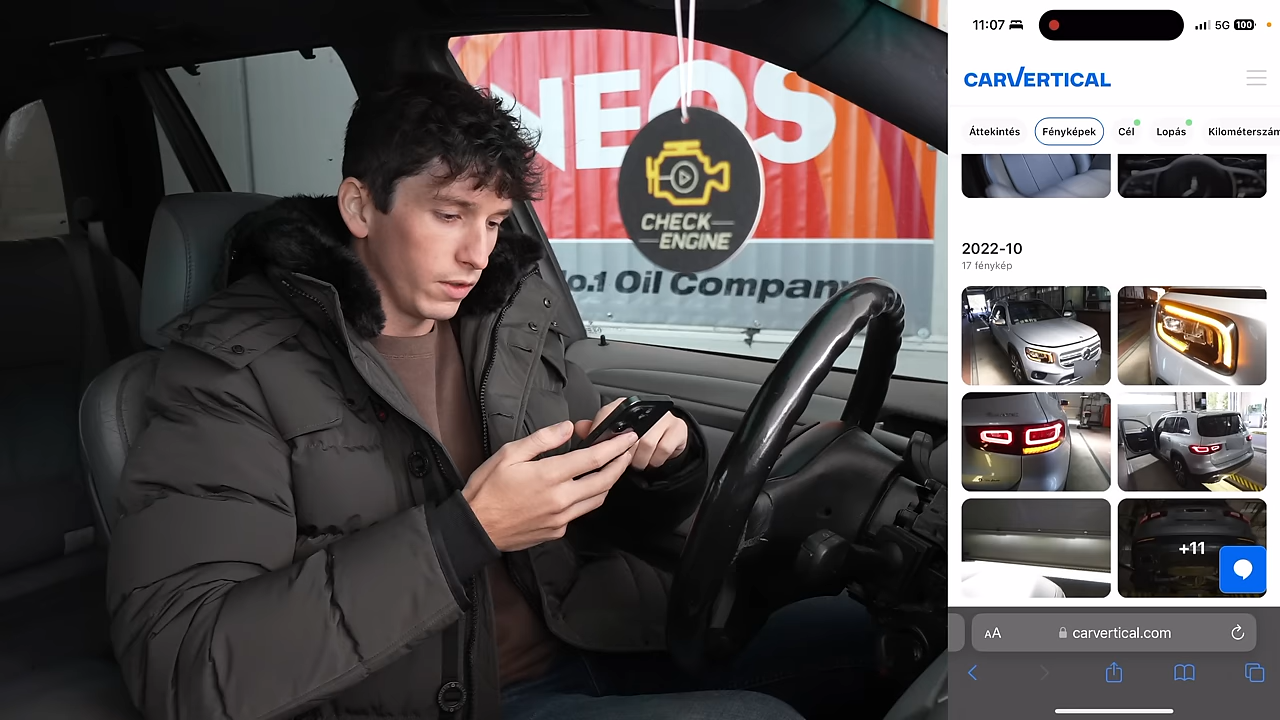 NEOS
No.1 Oil Company
CHECK
ENGINE
11:07
5G
100
CARVERTICAL
Áttekintés
Fényképek
Cél
Lopás
Kilométerszám
2022-10
17 fénykép
+11
AA
carvertical.com